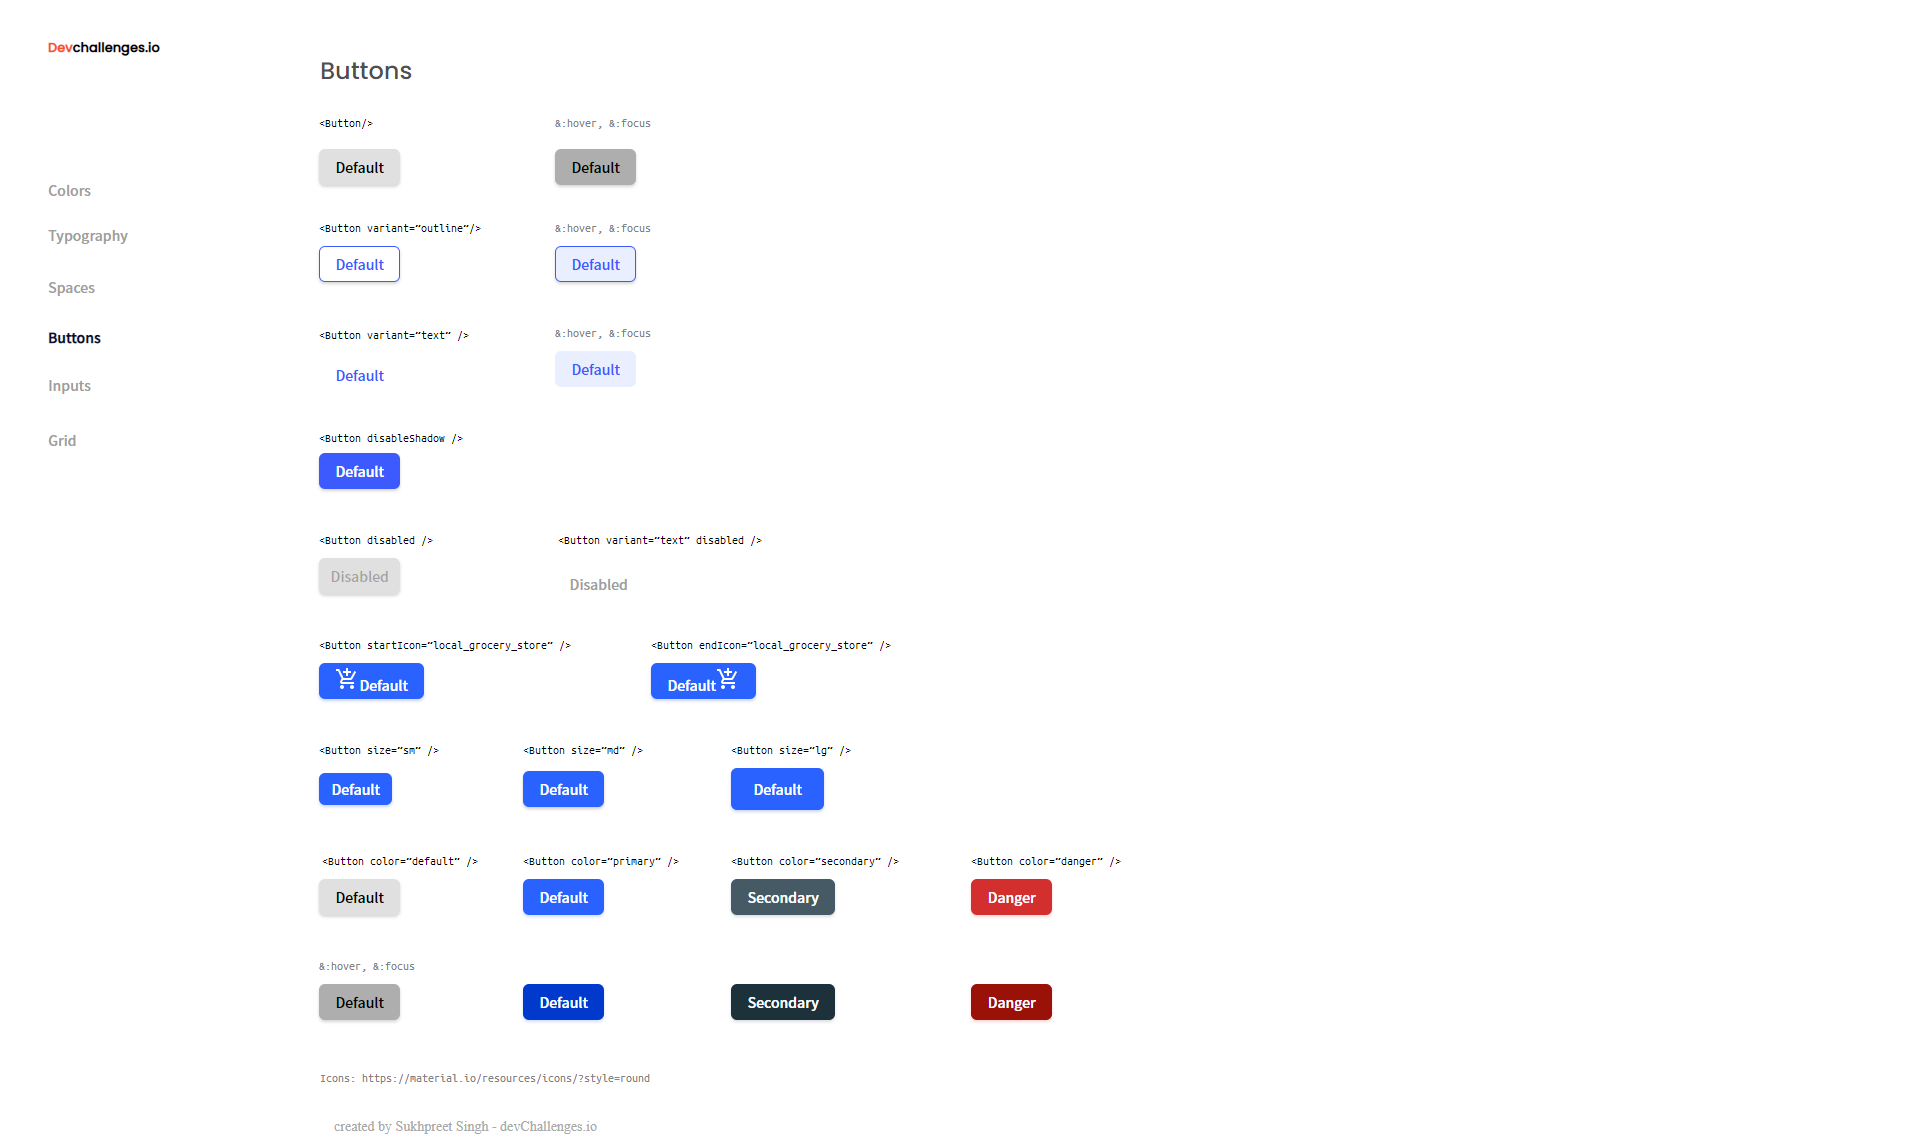 Devchallenges.io
Colors
Typography
Spaces
Buttons
Inputs
Grid
Buttons
<Button/> &:hover, &:focus
Default Default
<Button variant=”outline”/> &:hover, &:focus
Default Default
<Button variant=”text” /> &:hover, &:focus
Default Default
<Button disableShadow />
Default
<Button disabled /> <Button variant=”text” disabled />
Disabled Disabled
<Button startIcon=”local_grocery_store” /> <Button endIcon=”local_grocery_store” />
Default Default
<Button size=”sm” /> <Button size=”md” /> <Button size=”lg” />
Default Default Default
<Button color=”default” /> <Button color=”primary” /> <Button color=”secondary” /> <Button color=”danger” />
Default Default Secondary Danger
&:hover, &:focus
Default Default Secondary Danger
Icons: https://material.io/resources/icons/?style=round
created by Sukhpreet Singh - devChallenges.io